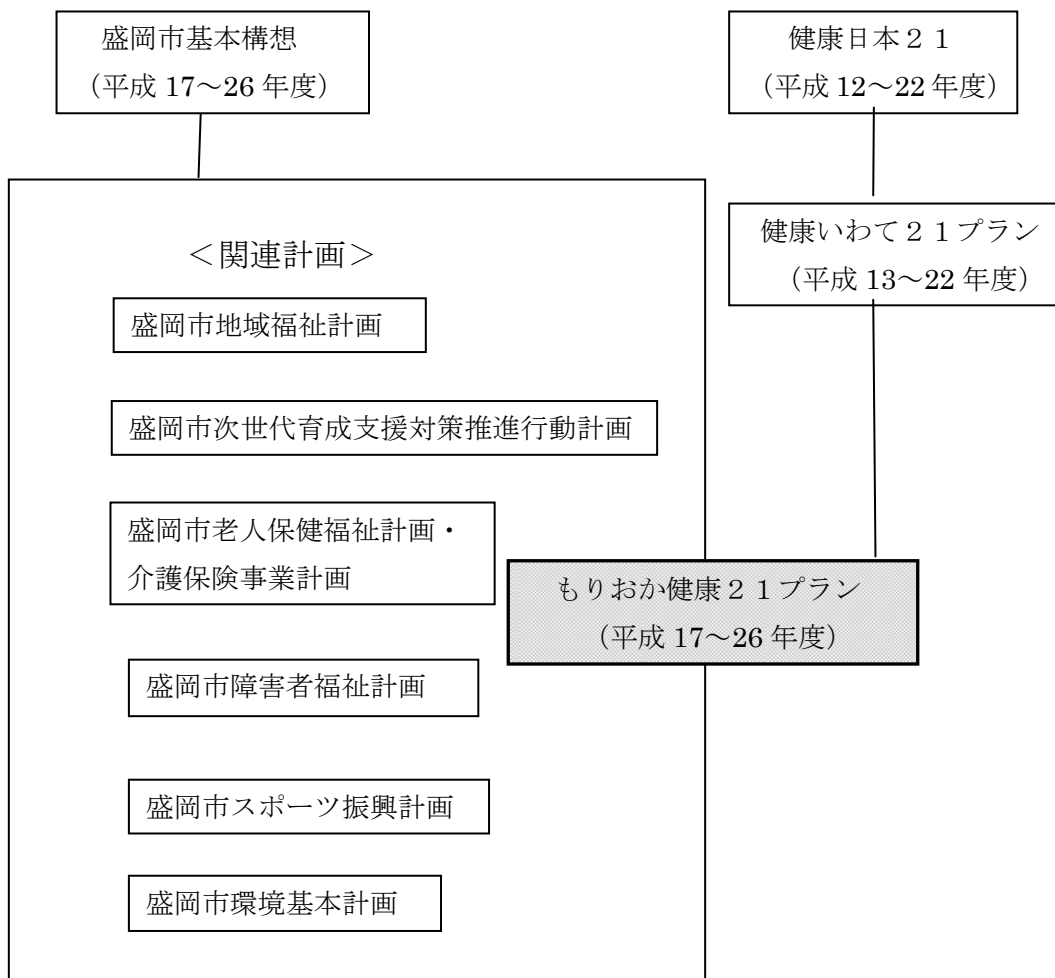 盛岡市基本構想
（平成 17～26 年度）
健康日本２１
（平成 12～22 年度）
健康いわて２１プラン
（平成 13～22 年度）
＜関連計画＞
盛岡市地域福祉計画
盛岡市次世代育成支援対策推進行動計画
盛岡市老人保健福祉計画・
介護保険事業計画
もりおか健康２１プラン
（平成 17～26 年度）
盛岡市障害者福祉計画
盛岡市スポーツ振興計画
盛岡市環境基本計画